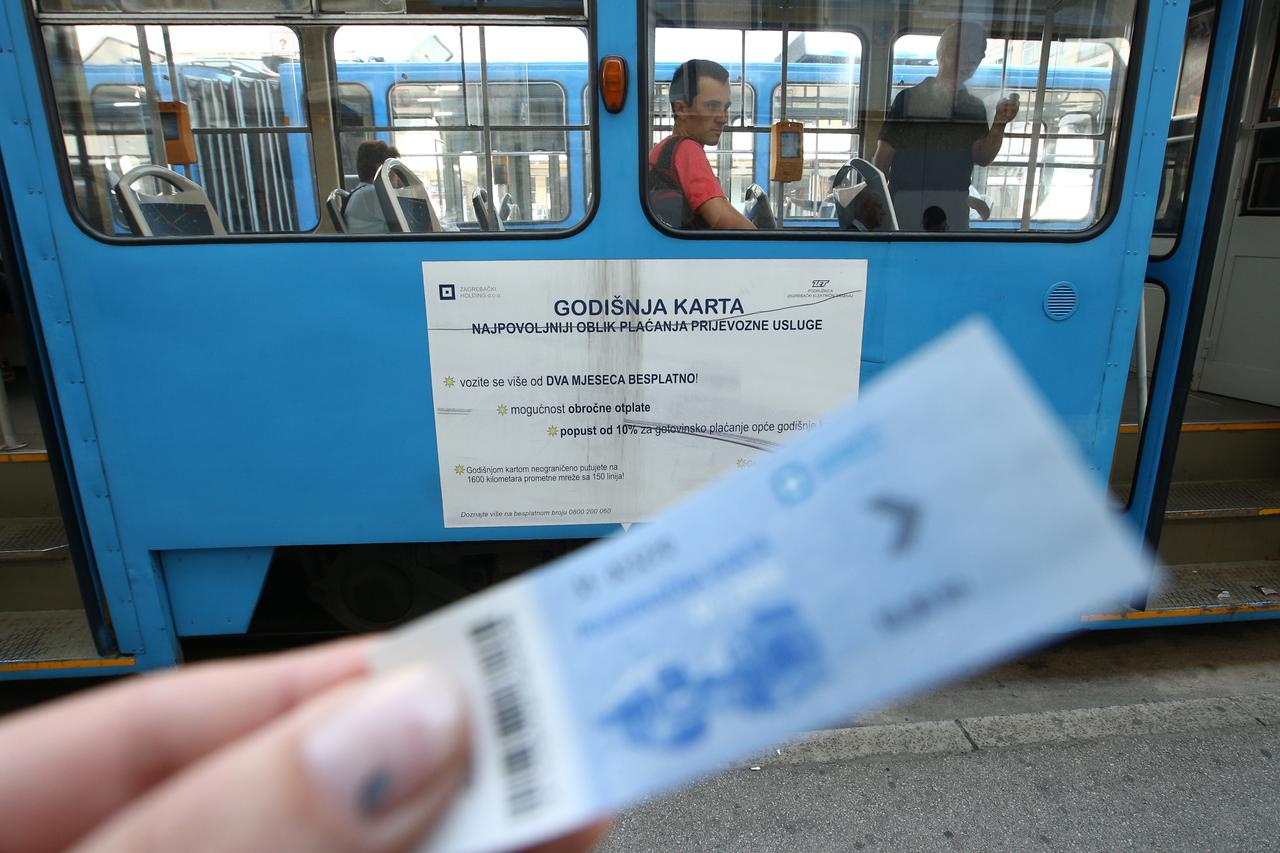 ZAGREBAČKI
HOLDING d.o.o.
ZET
PODRUŽNICA
ZAGREBAČKI ELEKTRIČNI TRAMVAJ
GODIŠNJA KARTA
NAJPOVOLJNIJI OBLIK PLAĆANJA PRIJEVOZNE USLUGE
vozite se više od DVA MJESECA BESPLATNO!
mogućnost obročne otplate
popust od 10% za gotovinsko plaćanje opće godišnje
Godišnjom kartom neograničeno putujete na
1600 kilometara prometne mreže sa 150 linija!
Doznajte više na besplatnom broju 0800 200 060